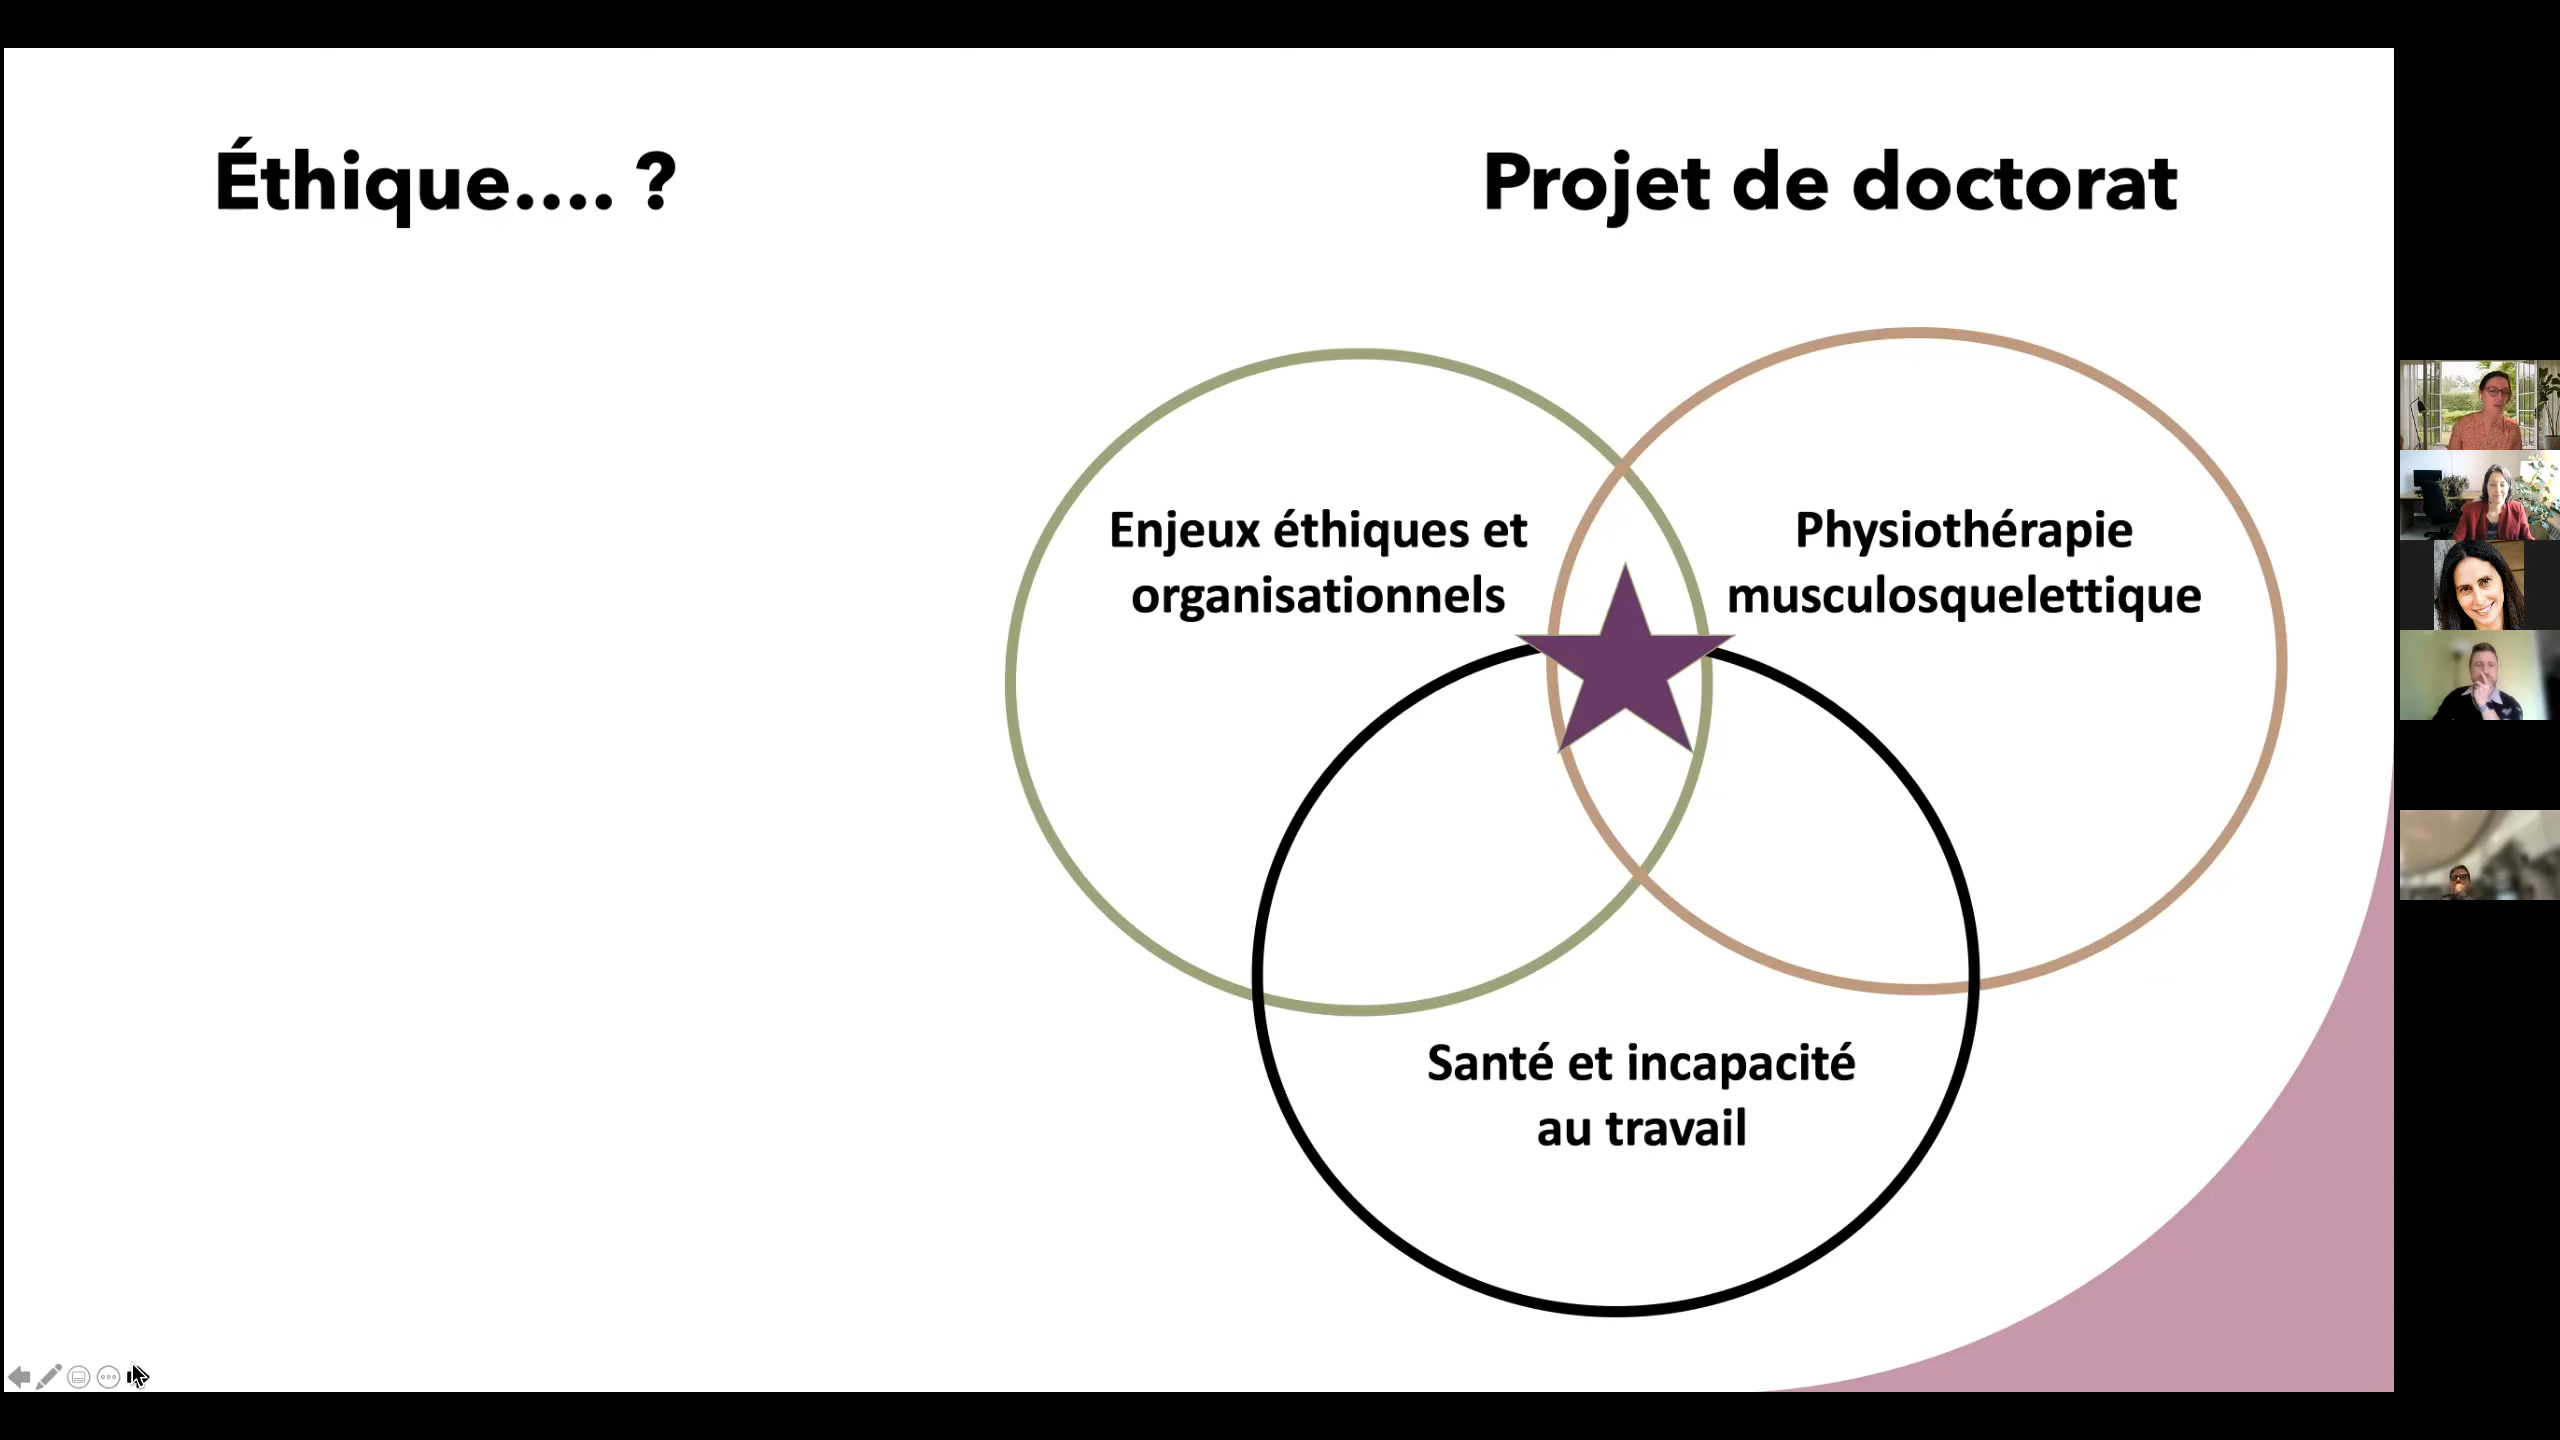 Éthique.... ?
Projet de doctorat
Enjeux éthiques et
organisationnels
Physiothérapie
musculosquelettique
Santé et incapacité
au travail